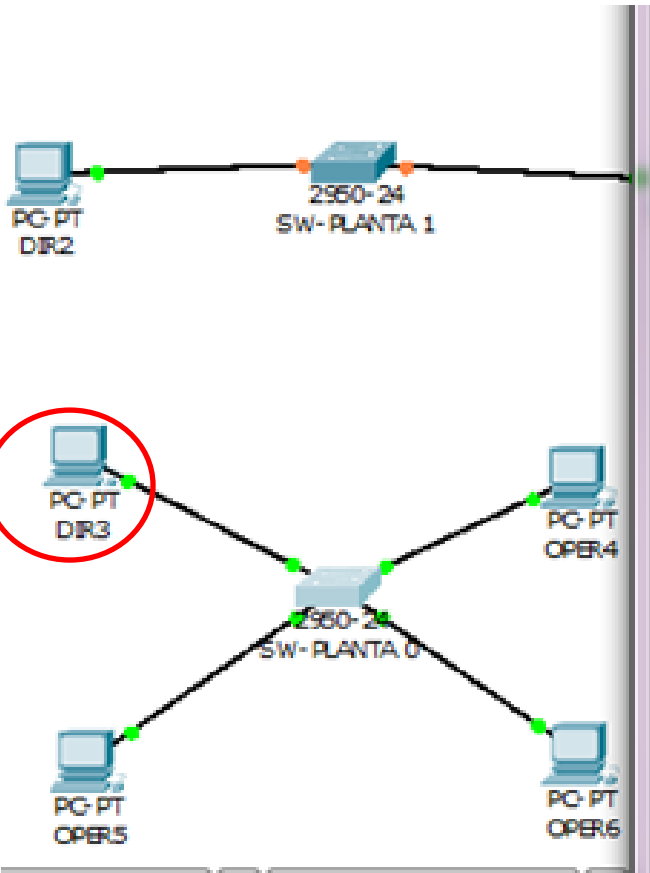 PC-PT
DIR2
2950-24
SW-PLANTA 1
PC-PT
DIR3
PC-PT
OPER4
2950-24
SW-PLANTA 0
PC-PT
OPER5
PC-PT
OPER6